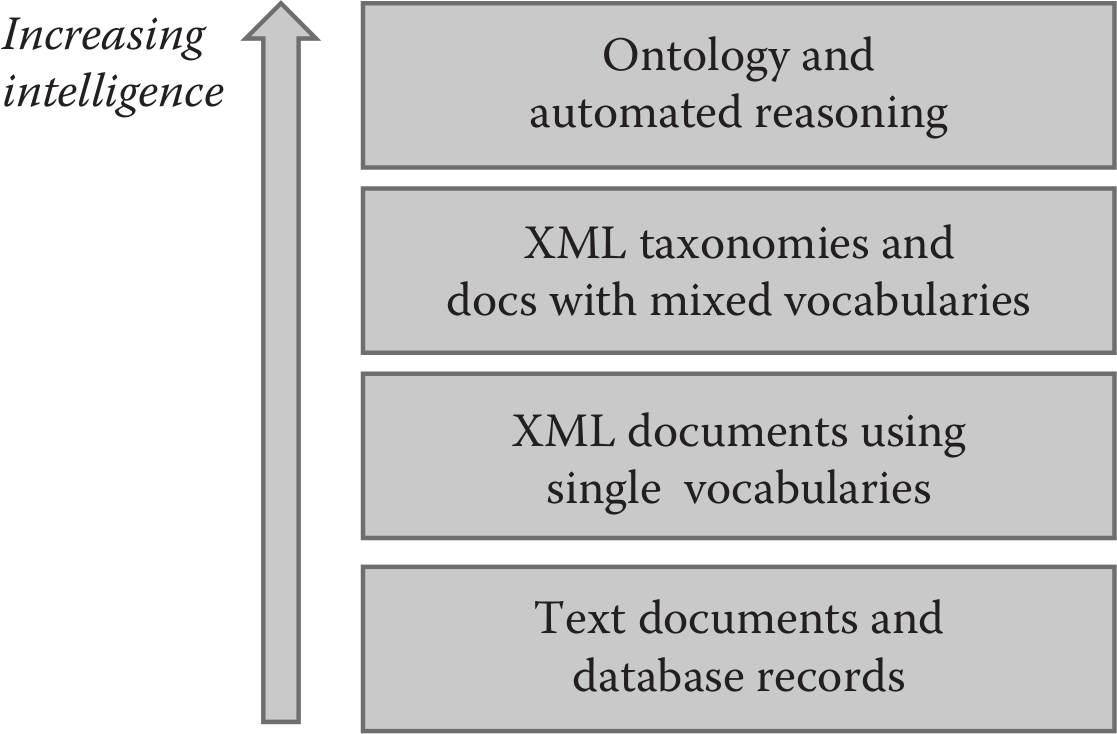 Increasing
intelligence
Ontology and
automated reasoning
XML taxonomies and
docs with mixed vocabularies
XML documents using
single vocabularies
Text documents and
database records